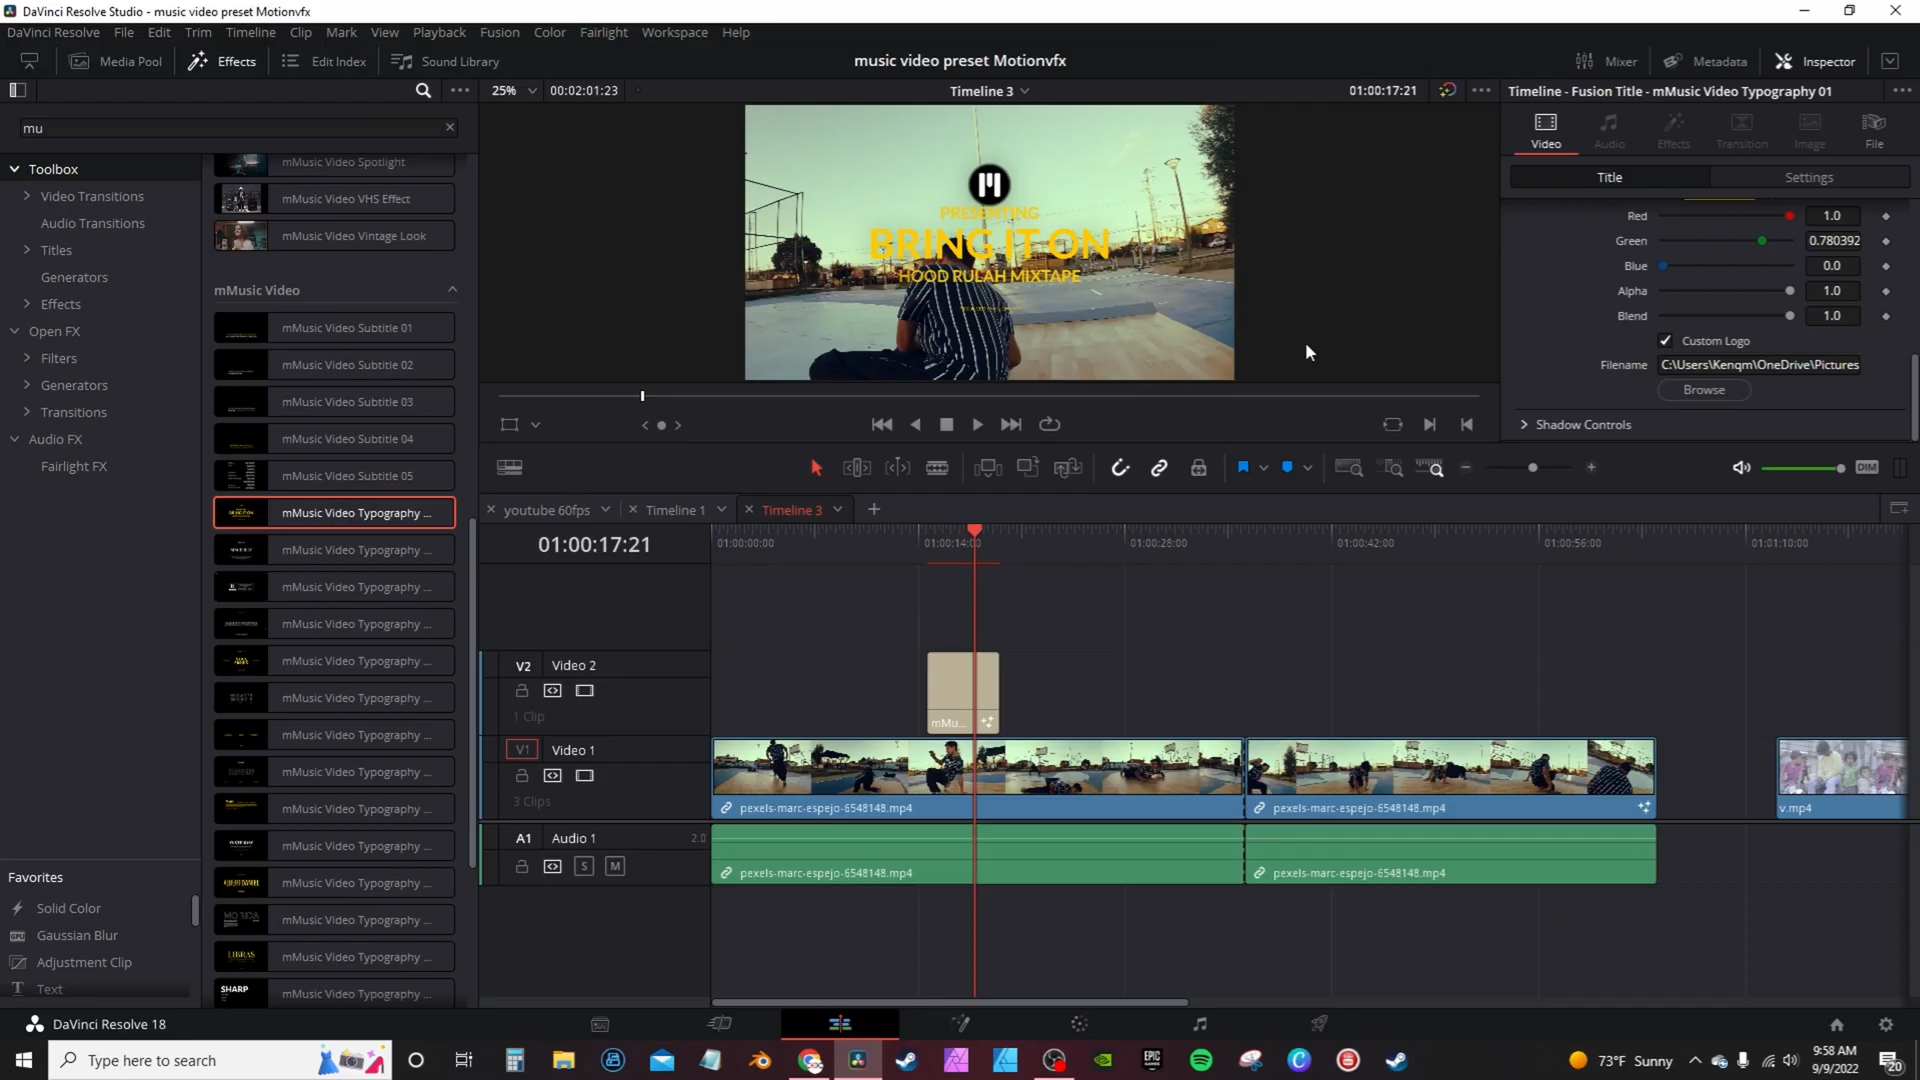 DaVinci Resolve Studio - music video preset Motionvfx
DaVinci Resolve File Edit Trim Timeline Clip Mark View Playback Fusion Color Fairlight Workspace Help
Media Pool Effects Edit Index Sound Library
music video preset Motionvfx
Mixer Metadata Inspector
25% 00:02:01:23
Timeline 3
01:00:17:21
Timeline - Fusion Title - mMusic Video Typography 01
mu
Toolbox
Video Transitions
Audio Transitions
Titles
Generators
Effects
Open FX
Filters
Generators
Transitions
Audio FX
Fairlight FX
Favorites
Solid Color
Gaussian Blur
Adjustment Clip
Text
mMusic Video Spotlight
mMusic Video VHS Effect
mMusic Video Vintage Look
mMusic Video
mMusic Video Subtitle 01
mMusic Video Subtitle 02
mMusic Video Subtitle 03
mMusic Video Subtitle 04
mMusic Video Subtitle 05
mMusic Video Typography ...
mMusic Video Typography ...
mMusic Video Typography ...
mMusic Video Typography ...
mMusic Video Typography ...
mMusic Video Typography ...
mMusic Video Typography ...
mMusic Video Typography ...
mMusic Video Typography ...
mMusic Video Typography ...
mMusic Video Typography ...
mMusic Video Typography ...
LIBRAS mMusic Video Typography ...
SHARP mMusic Video Typography ...
PRESENTING
BRING IT ON
HOOD RULAH MIXTAPE
Video Audio Effects Transition Image File
Title Settings
Red 1.0
Green 0.780392
Blue 0.0
Alpha 1.0
Blend 1.0
Custom Logo
Filename C:\Users\Kenqm\OneDrive\Pictures
Browse
Shadow Controls
DIM
youtube 60fps Timeline 1 Timeline 3
01:00:17:21
01:00:00:00 01:00:14:00 01:00:28:00 01:00:42:00 01:00:56:00 01:01:10:00
V2 Video 2
1 Clip
mMu...
V1 Video 1
3 Clips
pexels-marc-espejo-6548148.mp4 pexels-marc-espejo-6548148.mp4 v.mp4
A1 Audio 1 2.0
S M
pexels-marc-espejo-6548148.mp4 pexels-marc-espejo-6548148.mp4
DaVinci Resolve 18
Type here to search
EPIC GAMES
73°F Sunny
9:58 AM
9/9/2022
20